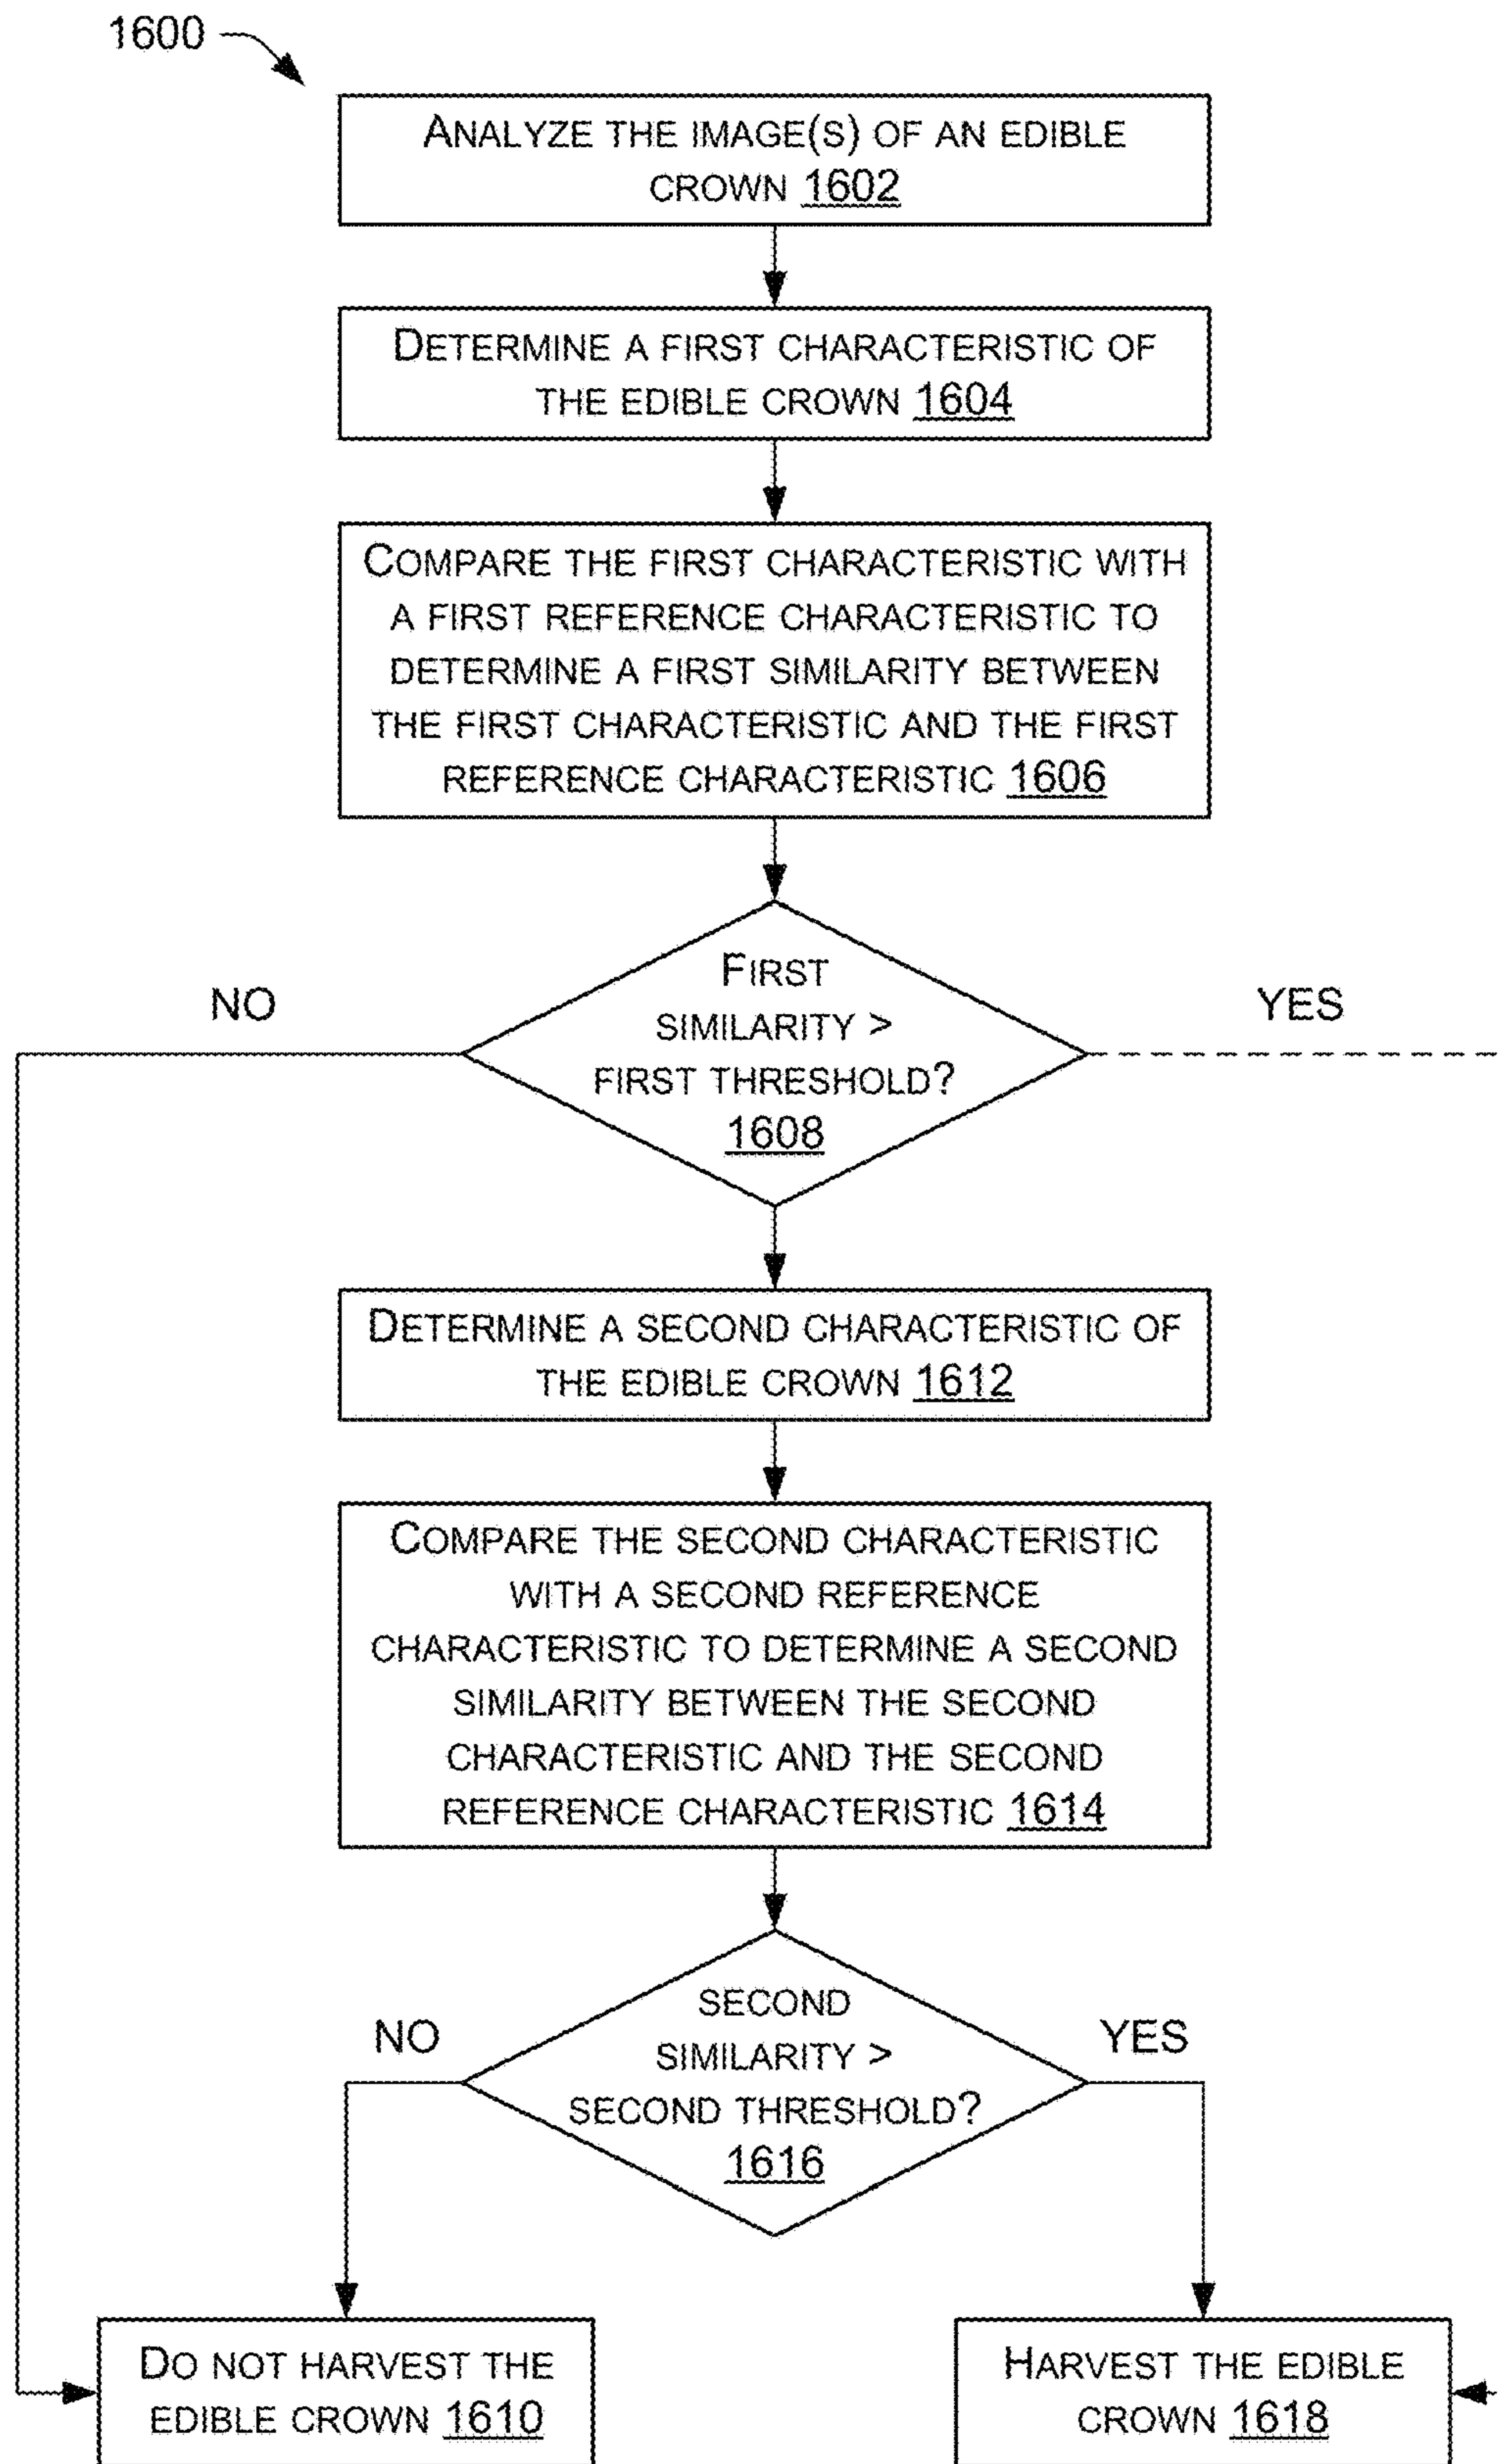 1600
ANALYZE THE IMAGE(S) OF AN EDIBLE
CROWN 1602
DETERMINE A FIRST CHARACTERISTIC OF
THE EDIBLE CROWN 1604
COMPARE THE FIRST CHARACTERISTIC WITH
A FIRST REFERENCE CHARACTERISTIC TO
DETERMINE A FIRST SIMILARITY BETWEEN
THE FIRST CHARACTERISTIC AND THE FIRST
REFERENCE CHARACTERISTIC 1606
FIRST
SIMILARITY >
FIRST THRESHOLD?
1608
NO
YES
DETERMINE A SECOND CHARACTERISTIC OF
THE EDIBLE CROWN 1612
COMPARE THE SECOND CHARACTERISTIC
WITH A SECOND REFERENCE
CHARACTERISTIC TO DETERMINE A SECOND
SIMILARITY BETWEEN THE SECOND
CHARACTERISTIC AND THE SECOND
REFERENCE CHARACTERISTIC 1614
SECOND
SIMILARITY >
SECOND THRESHOLD?
1616
NO
YES
DO NOT HARVEST THE
EDIBLE CROWN 1610
HARVEST THE EDIBLE
CROWN 1618